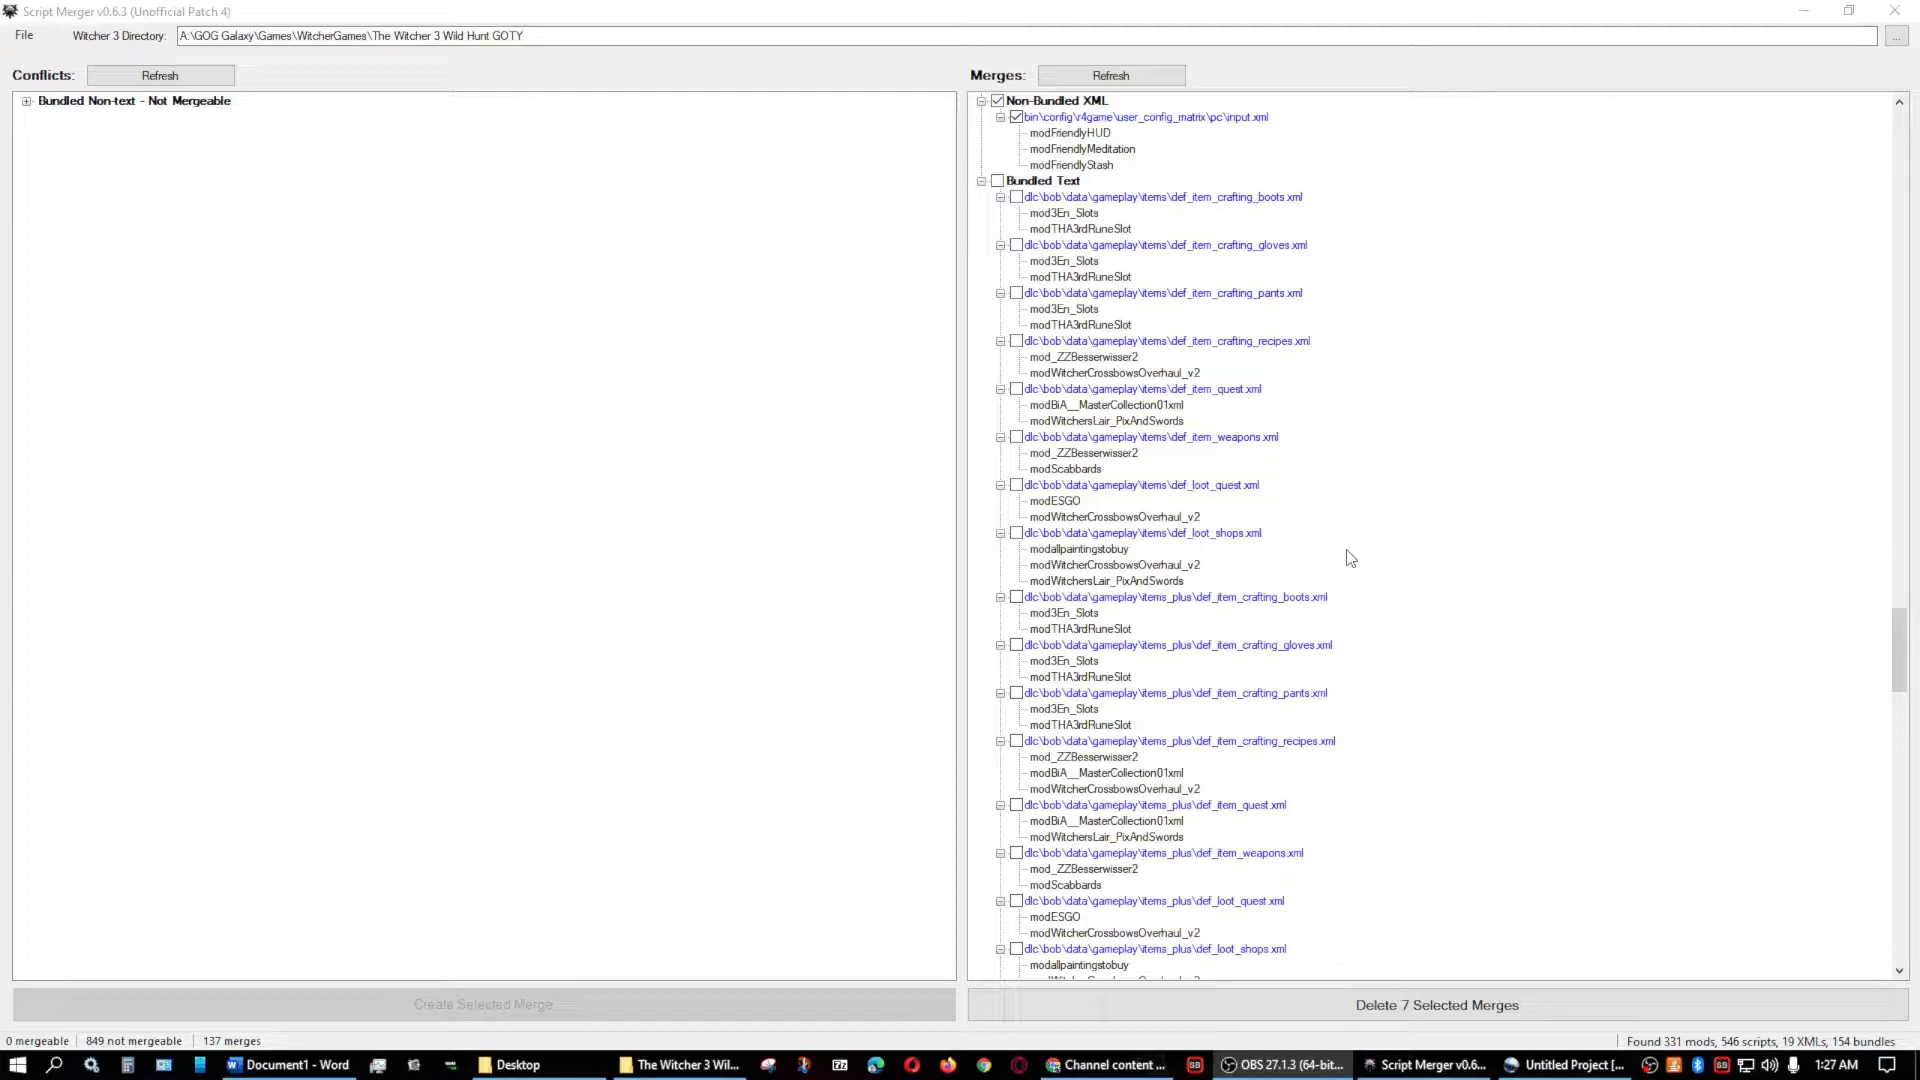 Script Merger v0.6.3 (Unofficial Patch 4)
File Witcher 3 Directory: A:\GOG Galaxy\Games\WitcherGames\The Witcher 3 Wild Hunt GOTY ...
Conflicts: Refresh
Bundled Non-text - Not Mergeable
Create Selected Merge
Merges: Refresh
Non-Bundled XML
bin\config\r4game\user_config_matrix\pc\input.xml
modFriendlyHUD
modFriendlyMeditation
modFriendlyStash
Bundled Text
dlc\bob\data\gameplay\items\def_item_crafting_boots.xml
mod3En_Slots
modTHA3rdRuneSlot
dlc\bob\data\gameplay\items\def_item_crafting_gloves.xml
mod3En_Slots
modTHA3rdRuneSlot
dlc\bob\data\gameplay\items\def_item_crafting_pants.xml
mod3En_Slots
modTHA3rdRuneSlot
dlc\bob\data\gameplay\items\def_item_crafting_recipes.xml
mod_ZZBesserwisser2
modWitcherCrossbowsOverhaul_v2
dlc\bob\data\gameplay\items\def_item_quest.xml
modBiA__MasterCollection01xml
modWitchersLair_PixAndSwords
dlc\bob\data\gameplay\items\def_item_weapons.xml
mod_ZZBesserwisser2
modScabbards
dlc\bob\data\gameplay\items\def_loot_quest.xml
modESGO
modWitcherCrossbowsOverhaul_v2
dlc\bob\data\gameplay\items\def_loot_shops.xml
modallpaintingstobuy
modWitcherCrossbowsOverhaul_v2
modWitchersLair_PixAndSwords
dlc\bob\data\gameplay\items_plus\def_item_crafting_boots.xml
mod3En_Slots
modTHA3rdRuneSlot
dlc\bob\data\gameplay\items_plus\def_item_crafting_gloves.xml
mod3En_Slots
modTHA3rdRuneSlot
dlc\bob\data\gameplay\items_plus\def_item_crafting_pants.xml
mod3En_Slots
modTHA3rdRuneSlot
dlc\bob\data\gameplay\items_plus\def_item_crafting_recipes.xml
mod_ZZBesserwisser2
modBiA__MasterCollection01xml
modWitcherCrossbowsOverhaul_v2
dlc\bob\data\gameplay\items_plus\def_item_quest.xml
modBiA__MasterCollection01xml
modWitchersLair_PixAndSwords
dlc\bob\data\gameplay\items_plus\def_item_weapons.xml
mod_ZZBesserwisser2
modScabbards
dlc\bob\data\gameplay\items_plus\def_loot_quest.xml
modESGO
modWitcherCrossbowsOverhaul_v2
dlc\bob\data\gameplay\items_plus\def_loot_shops.xml
modallpaintingstobuy
Delete 7 Selected Merges
0 mergeable 849 not mergeable 137 merges Found 331 mods, 546 scripts, 19 XMLs, 154 bundles
Document1 - Word Desktop The Witcher 3 Wil... 7z Channel content ... SB OBS 27.1.3 (64-bit... Script Merger v0.6... Untitled Project [... SB 1:27 AM